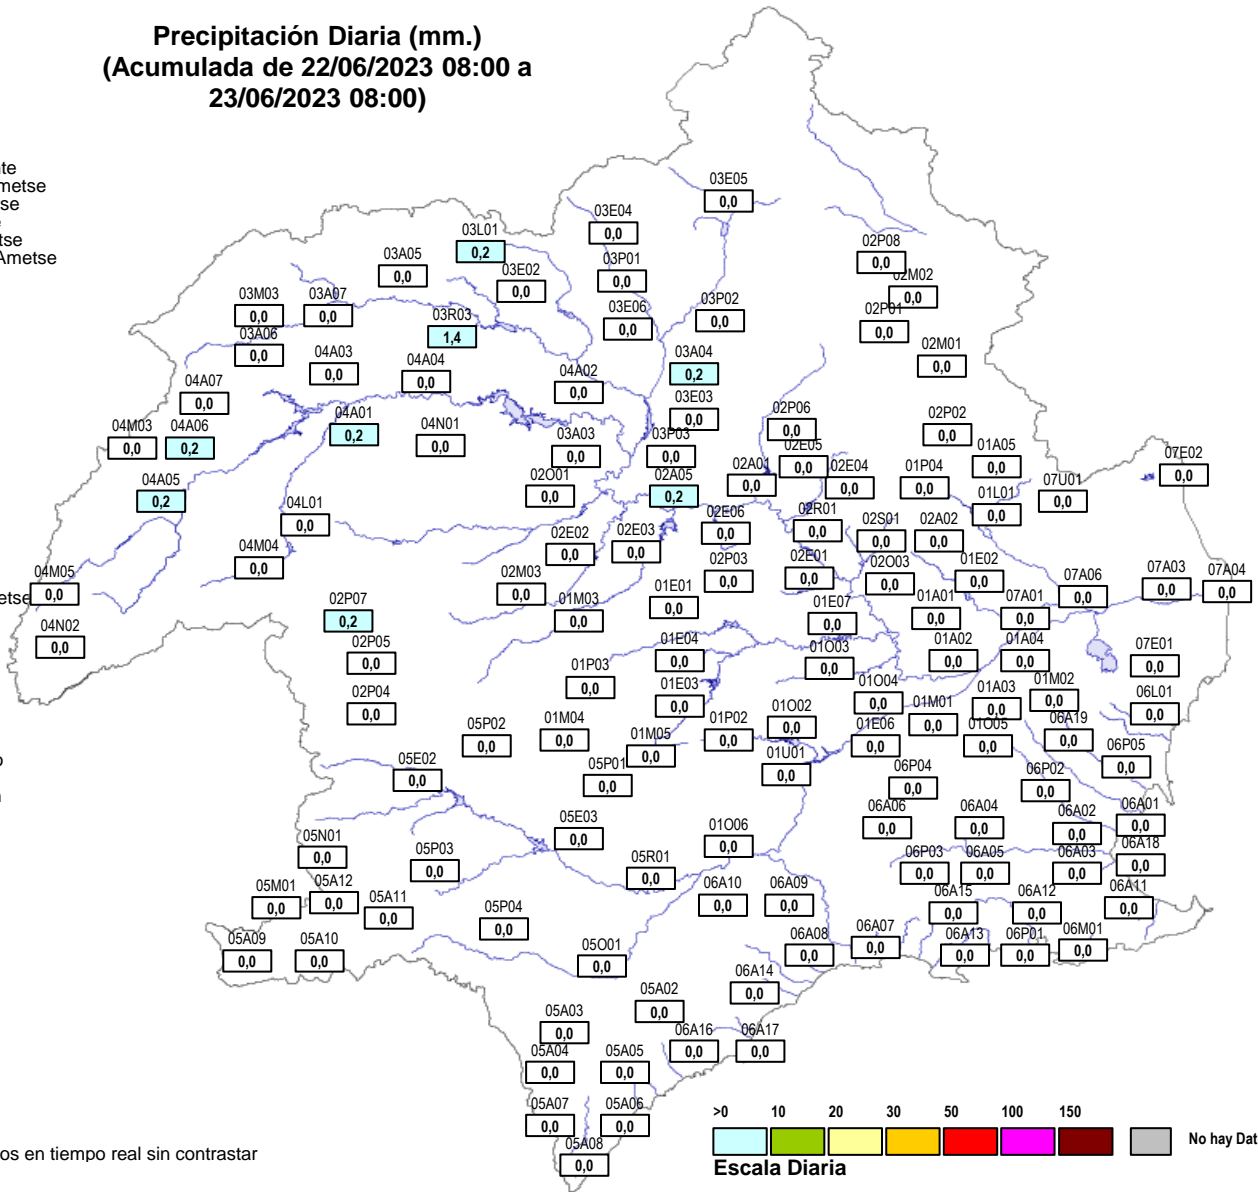 Precipitación Diaria (mm.)
(Acumulada de 22/06/2023 08:00 a
23/06/2023 08:00)
03E05
0,0
03E04
0,0
03L01
0,2
03A05
0,0
03P01
0,0
03E02
0,0
02P08
0,0
02M02
0,0
03M03
0,0
03A07
0,0
03R03
1,4
03E06
0,0
03P02
0,0
02P01
0,0
03A06
0,0
04A03
0,0
04A04
0,0
04A02
0,0
03A04
0,2
02M01
0,0
04A07
0,0
03E03
0,0
04M03
0,0
04A06
0,2
04A01
0,2
04N01
0,0
03A03
0,0
03P03
0,0
02P06
0,0
02E05
0,0
02P02
0,0
01A05
0,0
07E02
0,0
04A05
0,2
02O01
0,0
02A05
0,2
02A01
0,0
02E04
0,0
01P04
0,0
01L01
0,0
07U01
0,0
04L01
0,0
02E02
0,0
02E03
0,0
02E06
0,0
02R01
0,0
02S01
0,0
02A02
0,0
04M04
0,0
04M05
0,0
02M03
0,0
02P03
0,0
02E01
0,0
02O03
0,0
01E02
0,0
07A06
0,0
07A03
0,0
07A04
0,0
02P07
0,2
01M03
0,0
01E01
0,0
01E07
0,0
01A01
0,0
07A01
0,0
04N02
0,0
02P05
0,0
01E04
0,0
01O03
0,0
01A02
0,0
01A04
0,0
07E01
0,0
02P04
0,0
01P03
0,0
01E03
0,0
01O04
0,0
01M01
0,0
01A03
0,0
01M02
0,0
06L01
0,0
05P02
0,0
01M04
0,0
01M05
0,0
01P02
0,0
01O02
0,0
01E06
0,0
01O05
0,0
06A19
0,0
06P05
0,0
05E02
0,0
05P01
0,0
01U01
0,0
06P04
0,0
06P02
0,0
05E03
0,0
01O06
0,0
06A06
0,0
06A04
0,0
06A02
0,0
06A01
0,0
05N01
0,0
05P03
0,0
05R01
0,0
06P03
0,0
06A05
0,0
06A03
0,0
06A18
0,0
05M01
0,0
05A12
0,0
05A11
0,0
06A10
0,0
06A09
0,0
06A15
0,0
06A12
0,0
06A11
0,0
05P04
0,0
05A09
0,0
05A10
0,0
05O01
0,0
06A08
0,0
06A07
0,0
06A13
0,0
06P01
0,0
06M01
0,0
06A14
0,0
05A02
0,0
05A03
0,0
06A16
0,0
06A17
0,0
05A04
0,0
05A05
0,0
05A07
0,0
05A06
0,0
05A08
0,0
>0 10 20 30 50 100 150
No hay Dat
Escala Diaria
os en tiempo real sin contrastar